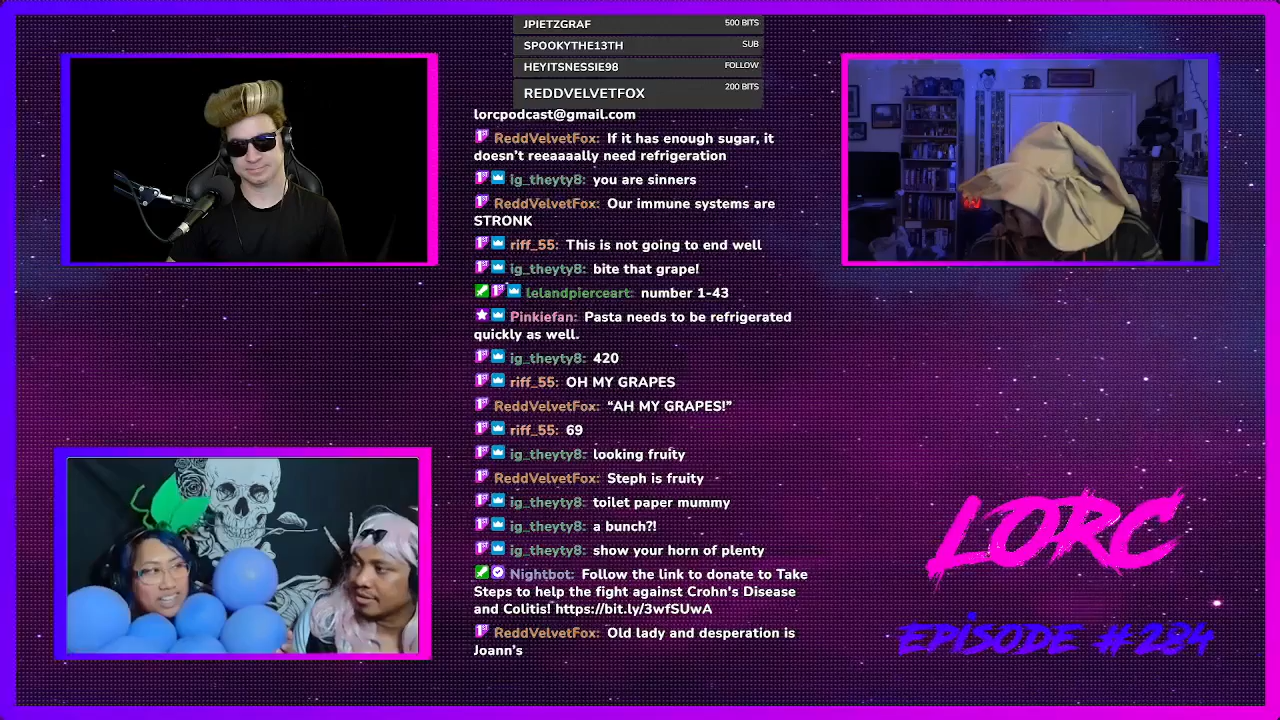 JPIETZGRAF 500 BITS
SPOOKYTHE13TH SUB
HEYITSNESSIE98 FOLLOW
REDDVELVETFOX 200 BITS
lorcpodcast@gmail.com
ReddVelvetFox: If it has enough sugar, it
doesn't reeaaaally need refrigeration
ig_theyty8: you are sinners
ReddVelvetFox: Our immune systems are
STRONK
riff_55: This is not going to end well
ig_theyty8: bite that grape!
lelandpierceart: number 1-43
Pinkiefan: Pasta needs to be refrigerated
quickly as well.
ig_theyty8: 420
riff_55: OH MY GRAPES
ReddVelvetFox: “AH MY GRAPES!”
riff_55: 69
ig_theyty8: looking fruity
ReddVelvetFox: Steph is fruity
ig_theyty8: toilet paper mummy
ig_theyty8: a bunch?!
ig_theyty8: show your horn of plenty
Nightbot: Follow the link to donate to Take
Steps to help the fight against Crohn's Disease
and Colitis! https://bit.ly/3wfSUwA
ReddVelvetFox: Old lady and desperation is
Joann's
LORC
EPISODE #284